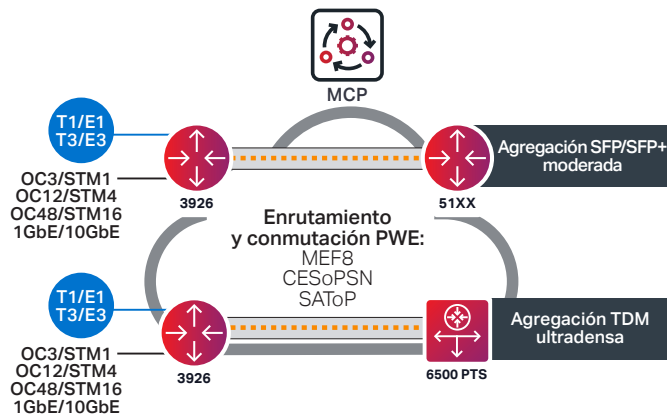 MCP
T1/E1
T3/E3
OC3/STM1
OC12/STM4
OC48/STM16
1GbE/10GbE
3926
51XX
Agregación SFP/SFP+
moderada
Enrutamiento
y conmutación PWE:
MEF8
CESoPSN
SAToP
T1/E1
T3/E3
OC3/STM1
OC12/STM4
OC48/STM16
1GbE/10GbE
3926
6500 PTS
Agregación TDM
ultradensa